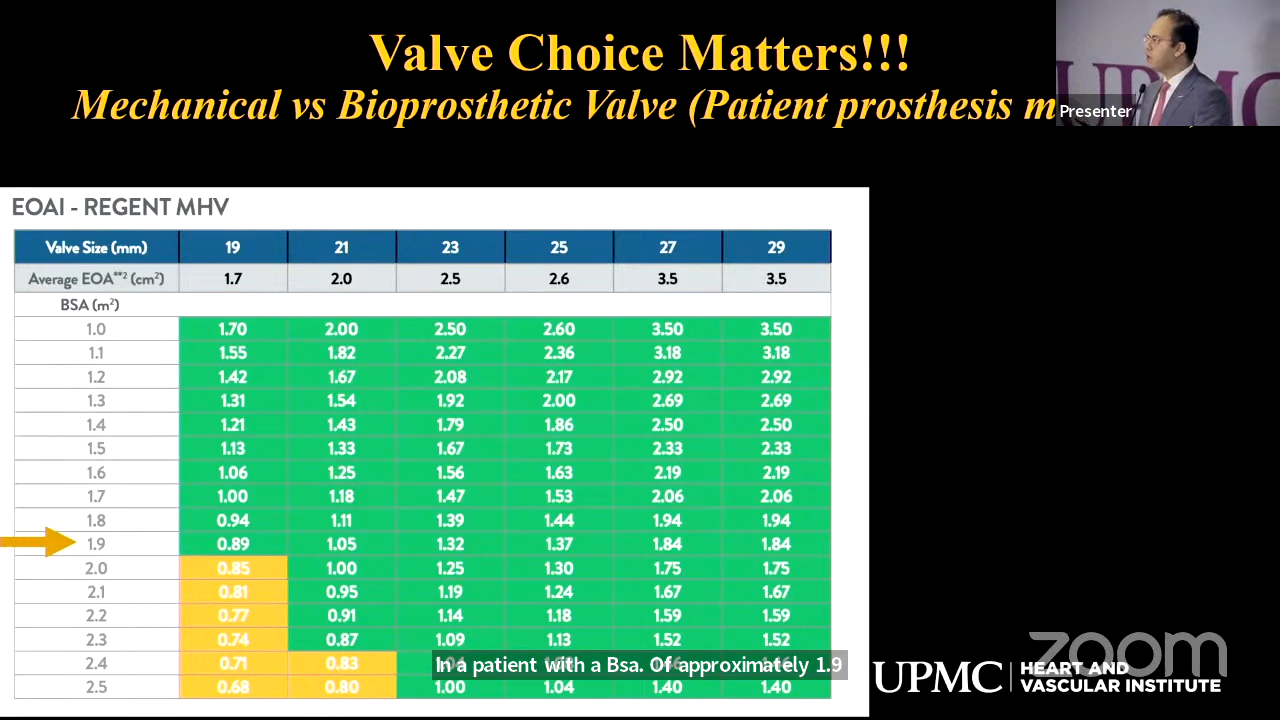 Valve Choice Matters!!!
Mechanical vs Bioprosthetic Valve (Patient prosthesis m
Presenter
UPMC
EOAI - REGENT MHV
Valve Size (mm) 19 21 23 25 27 29
Average EOA**2 (cm2) 1.7 2.0 2.5 2.6 3.5 3.5
BSA (m2)
1.0 1.70 2.00 2.50 2.60 3.50 3.50
1.1 1.55 1.82 2.27 2.36 3.18 3.18
1.2 1.42 1.67 2.08 2.17 2.92 2.92
1.3 1.31 1.54 1.92 2.00 2.69 2.69
1.4 1.21 1.43 1.79 1.86 2.50 2.50
1.5 1.13 1.33 1.67 1.73 2.33 2.33
1.6 1.06 1.25 1.56 1.63 2.19 2.19
1.7 1.00 1.18 1.47 1.53 2.06 2.06
1.8 0.94 1.11 1.39 1.44 1.94 1.94
1.9 0.89 1.05 1.32 1.37 1.84 1.84
2.0 0.85 1.00 1.25 1.30 1.75 1.75
2.1 0.81 0.95 1.19 1.24 1.67 1.67
2.2 0.77 0.91 1.14 1.18 1.59 1.59
2.3 0.74 0.87 1.09 1.13 1.52 1.52
2.4 0.71 0.83
In a patient with a Bsa. Of approximately 1.9
2.5 0.68 0.80 1.00 1.04 1.40 1.40
zoom
UPMC HEART AND
VASCULAR INSTITUTE